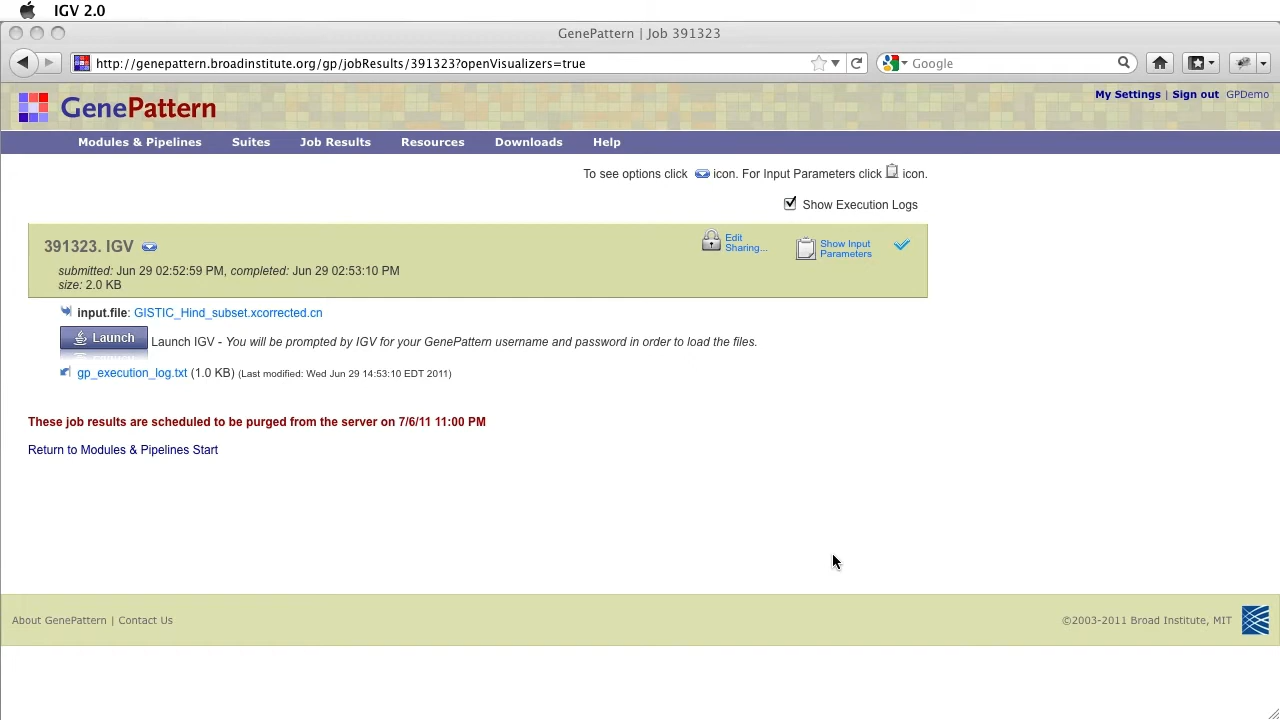 IGV 2.0
GenePattern | Job 391323
http://genepattern.broadinstitute.org/gp/jobResults/391323?openVisualizers=true
Google
GenePattern
My Settings | Sign out GPDemo
Modules & Pipelines Suites Job Results Resources Downloads Help
To see options click icon. For Input Parameters click icon.
Show Execution Logs
391323. IGV
Edit Sharing...
Show Input Parameters
submitted: Jun 29 02:52:59 PM, completed: Jun 29 02:53:10 PM
size: 2.0 KB
input.file: GISTIC_Hind_subset.xcorrected.cn
Launch Launch IGV - You will be prompted by IGV for your GenePattern username and password in order to load the files.
gp_execution_log.txt (1.0 KB) (Last modified: Wed Jun 29 14:53:10 EDT 2011)
These job results are scheduled to be purged from the server on 7/6/11 11:00 PM
Return to Modules & Pipelines Start
About GenePattern | Contact Us
©2003-2011 Broad Institute, MIT